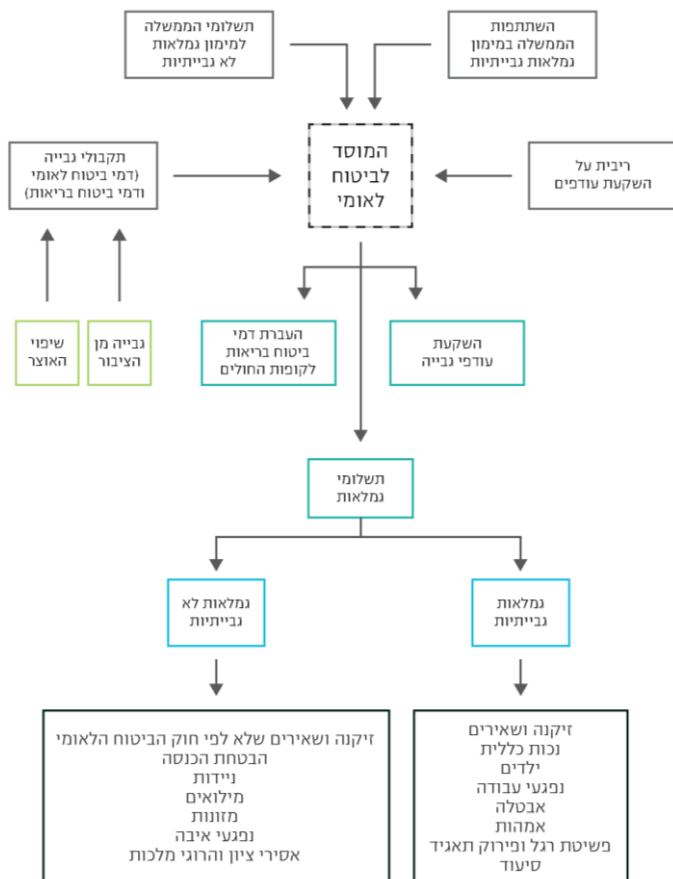 השתתפות
הממשלה במימון
גמלאות גבייתיות
תשלומי הממשלה
למימון גמלאות
לא גבייתיות
ריבית על
השקעת עודפים
המוסד
לביטוח
לאומי
תקבולי גבייה
(דמי ביטוח לאומי
ודמי ביטוח בריאות)
השקעת
עודפי גבייה
העברת דמי
ביטוח בריאות
לקופות החולים
גבייה מן
הציבור
שיפוי
האוצר
תשלומי
גמלאות
גמלאות
גבייתיות
גמלאות לא
גבייתיות
זיקנה ושאירים
נכות כללית
ילדים
נפגעי עבודה
אבטלה
אמהות
פשיטת רגל ופירוק תאגיד
סיעוד
זיקנה ושאירים שלא לפי חוק הביטוח הלאומי
הבטחת הכנסה
ניידות
מילואים
מזונות
נפגעי איבה
אסירי ציון והרוגי מלכות